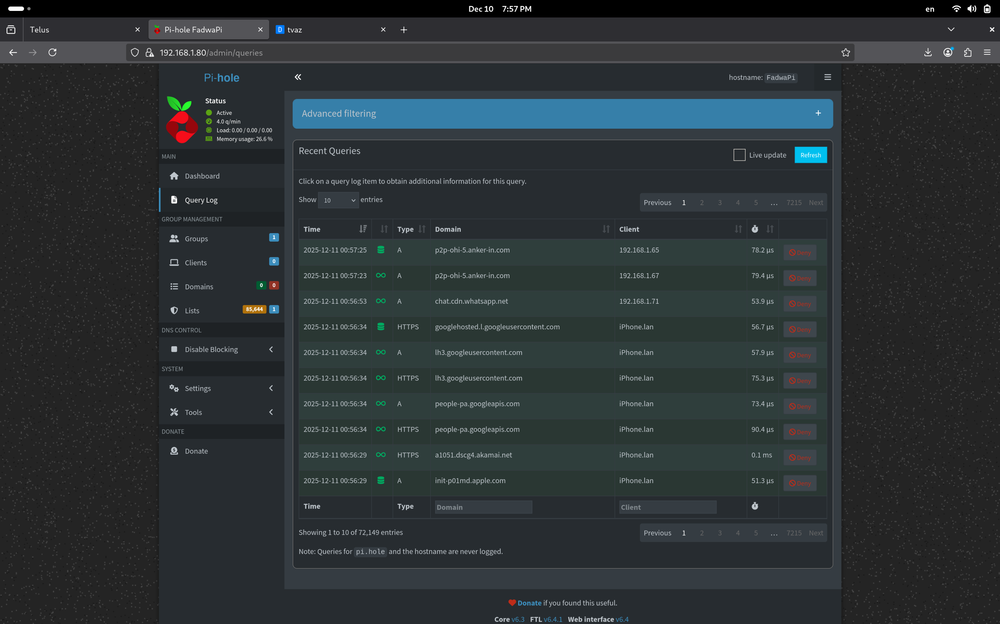 Dec 10 7:57 PM en
Telus Pi-hole FadwaPi D tvaz
192.168.1.80/admin/queries
Pi-hole
hostname: FadwaPi
Status
Active
4.0 q/min
Load: 0.00 / 0.00 / 0.00
Memory usage: 26.6 %
MAIN
Dashboard
Query Log
GROUP MANAGEMENT
Groups 1
Clients 0
Domains 0 0
Lists 85,644 1
DNS CONTROL
Disable Blocking
SYSTEM
Settings
Tools
DONATE
Donate
Advanced filtering
Recent Queries Live update Refresh
Click on a query log item to obtain additional information for this query.
Show 10 entries Previous 1 2 3 4 5 … 7215 Next
Time Type Domain Client
2025-12-11 00:57:25 A p2p-ohi-5.anker-in.com 192.168.1.65 78.2 µs Deny
2025-12-11 00:57:23 A p2p-ohi-5.anker-in.com 192.168.1.67 79.4 µs Deny
2025-12-11 00:56:53 A chat.cdn.whatsapp.net 192.168.1.71 53.9 µs Deny
2025-12-11 00:56:34 HTTPS googlehosted.l.googleusercontent.com iPhone.lan 56.7 µs Deny
2025-12-11 00:56:34 A lh3.googleusercontent.com iPhone.lan 57.9 µs Deny
2025-12-11 00:56:34 HTTPS lh3.googleusercontent.com iPhone.lan 75.3 µs Deny
2025-12-11 00:56:34 A people-pa.googleapis.com iPhone.lan 73.4 µs Deny
2025-12-11 00:56:34 HTTPS people-pa.googleapis.com iPhone.lan 90.4 µs Deny
2025-12-11 00:56:29 HTTPS a1051.dscg4.akamai.net iPhone.lan 0.1 ms Deny
2025-12-11 00:56:29 A init-p01md.apple.com iPhone.lan 51.3 µs Deny
Time Type Domain Client
Showing 1 to 10 of 72,149 entries Previous 1 2 3 4 5 … 7215 Next
Note: Queries for pi.hole and the hostname are never logged.
Donate if you found this useful.
Core v6.3 FTL v6.4.1 Web interface v6.4